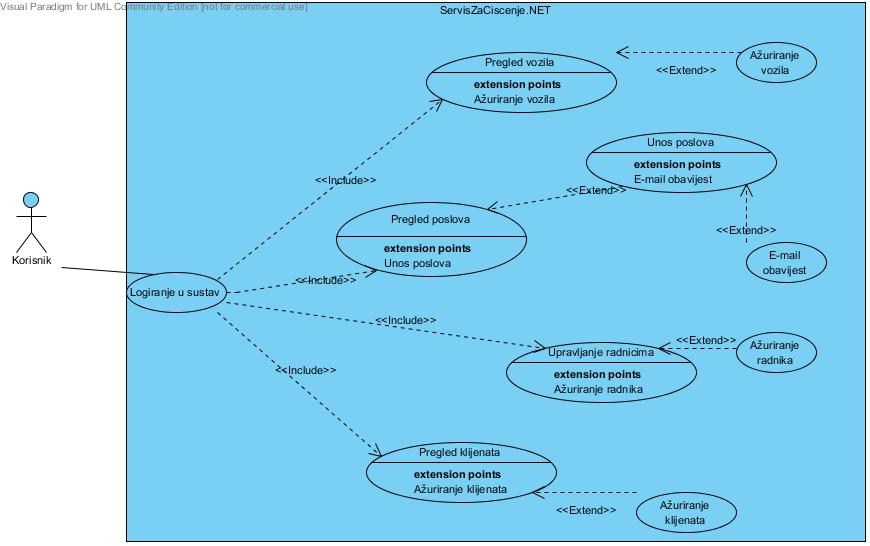 Visual Paradigm for UML Community Edition [not for commercial use]
ServisZaCiscenje.NET
Pregled vozila
extension points
Ažuriranje vozila
Ažuriranje
vozila
<<Extend>>
Unos poslova
extension points
E-mail obavijest
<<Include>>
<<Extend>>
Pregled poslova
extension points
Unos poslova
<<Extend>>
E-mail
obavijest
Korisnik
Logiranje u sustav
<<Include>>
<<Include>>
Upravljanje radnicima
extension points
Ažuriranje radnika
<<Extend>>
Ažuriranje
radnika
<<Include>>
Pregled klijenata
extension points
Ažuriranje klijenata
<<Extend>>
Ažuriranje
klijenata